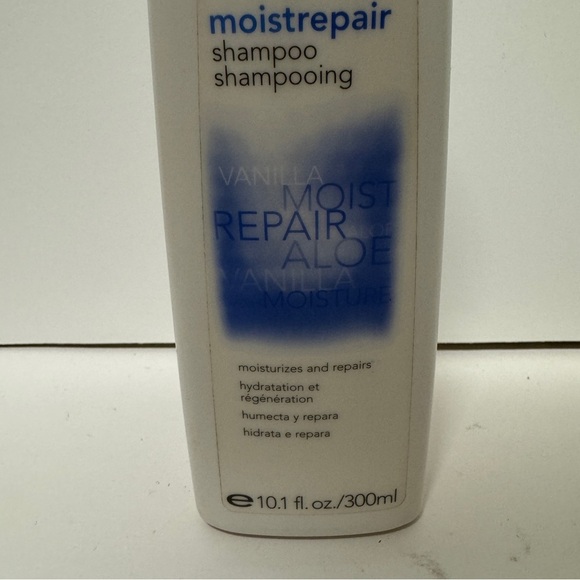 moistrepair
shampoo
shampooing
VANILLA
MOIST
REPAIR ALOE
ALOE
VANILLA
MOISTURE
moisturizes and repairs
hydratation et
régénération
humecta y repara
hidrata e repara
℮ 10.1 fl. oz./300ml